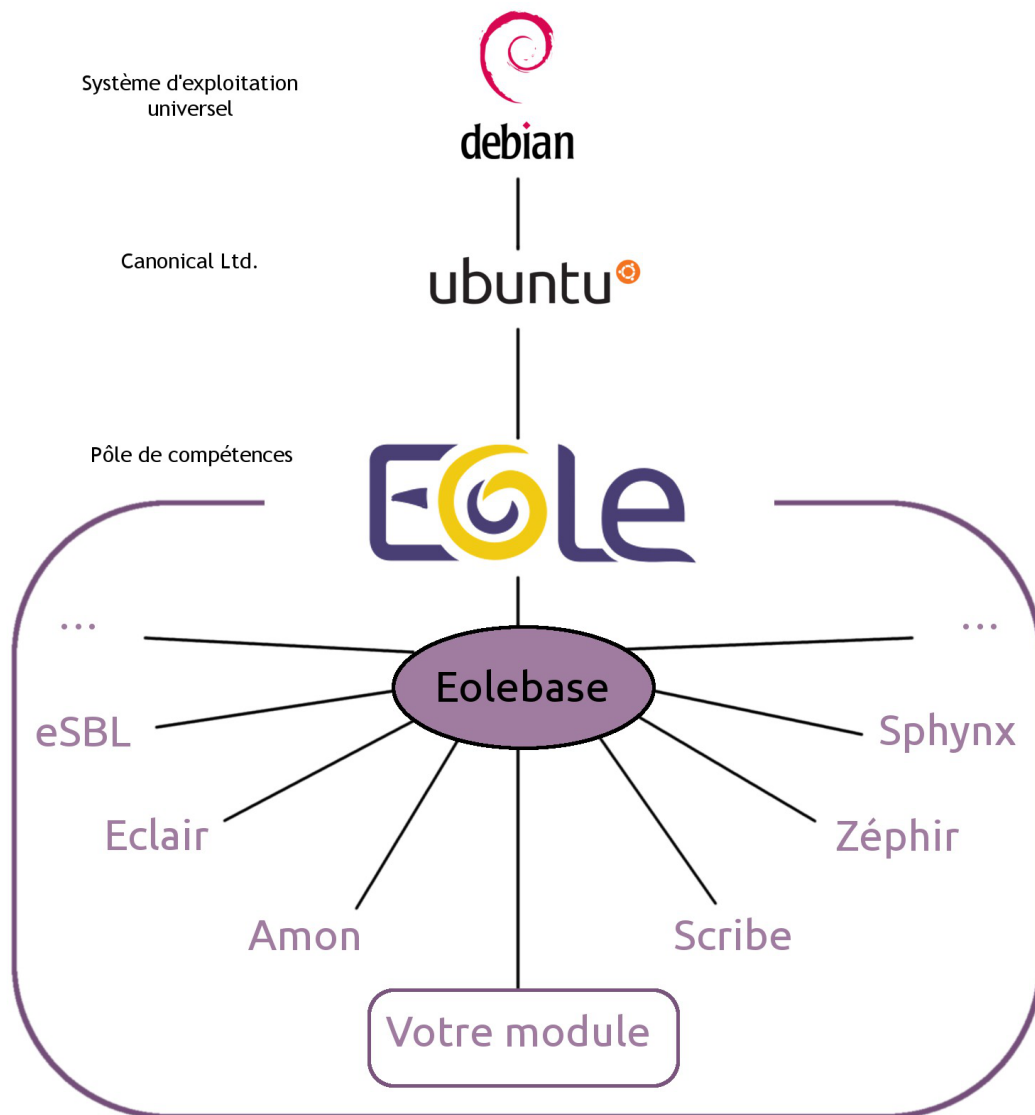 Système d'exploitation
universel
debian
Canonical Ltd.
ubuntu
Pôle de compétences
Eole
...
...
Eolebase
eSBL
Sphynx
Eclair
Zéphir
Amon
Scribe
Votre module